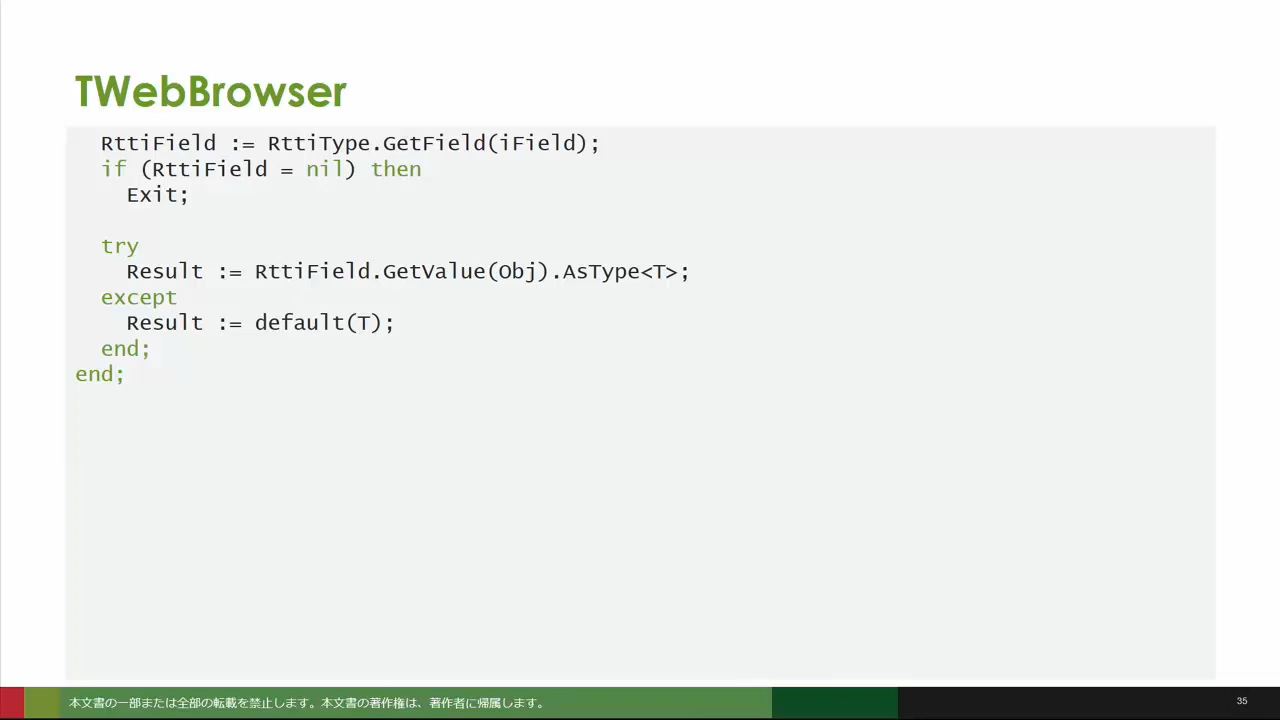 TWebBrowser
RttiField := RttiType.GetField(iField);
if (RttiField = nil) then
Exit;
try
Result := RttiField.GetValue(Obj).AsType<T>;
except
Result := default(T);
end;
end;
本文書の一部または全部の転載を禁止します。本文書の著作権は、著作者に帰属します。
35